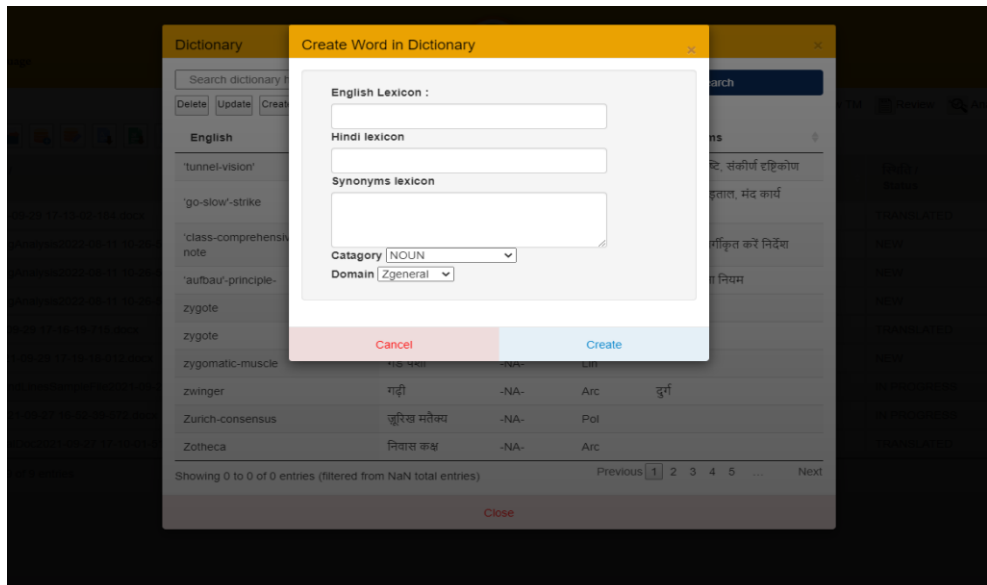 Dictionary
×
Create Word in Dictionary
×
Search dictionary h
arch
Delete Update Creat
English
ns
English Lexicon :
Hindi lexicon
Synonyms lexicon
Catagory NOUN
Domain Zgeneral
Cancel Create
'tunnel-vision' ष्टि, संकीर्ण दृष्टिकोण
'go-slow'-strike ड़ताल, मंद कार्य
'class-comprehensiv
note
र्गीकृत करें निर्देश
'aufbau'-principle- ा नियम
zygote
zygote
zygomatic-muscle -NA- Lin
zwinger गढ़ी -NA- Arc दुर्ग
Zurich-consensus ज़ूरिख मतैक्य -NA- Pol
Zotheca निवास कक्ष -NA- Arc
Showing 0 to 0 of 0 entries (filtered from NaN total entries)
Previous 1 2 3 4 5 ... Next
Close
TM Review
TRANSLATED
NEW
NEW
NEW
TRANSLATED
NEW
IN PROGRESS
IN PROGRESS
TRANSLATED